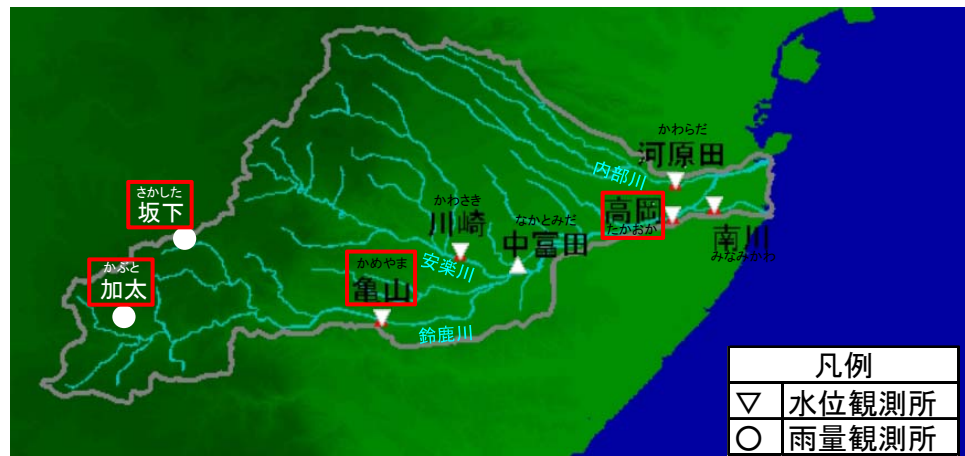 かわらだ
河原田
内部川
さかした
坂下
高岡
たかおか
かわさき
川崎
なかとみだ
中富田
南川
みなみかわ
安楽川
かぶと
加太
かめやま
亀山
鈴鹿川
凡例
▽ 水位観測所
○ 雨量観測所